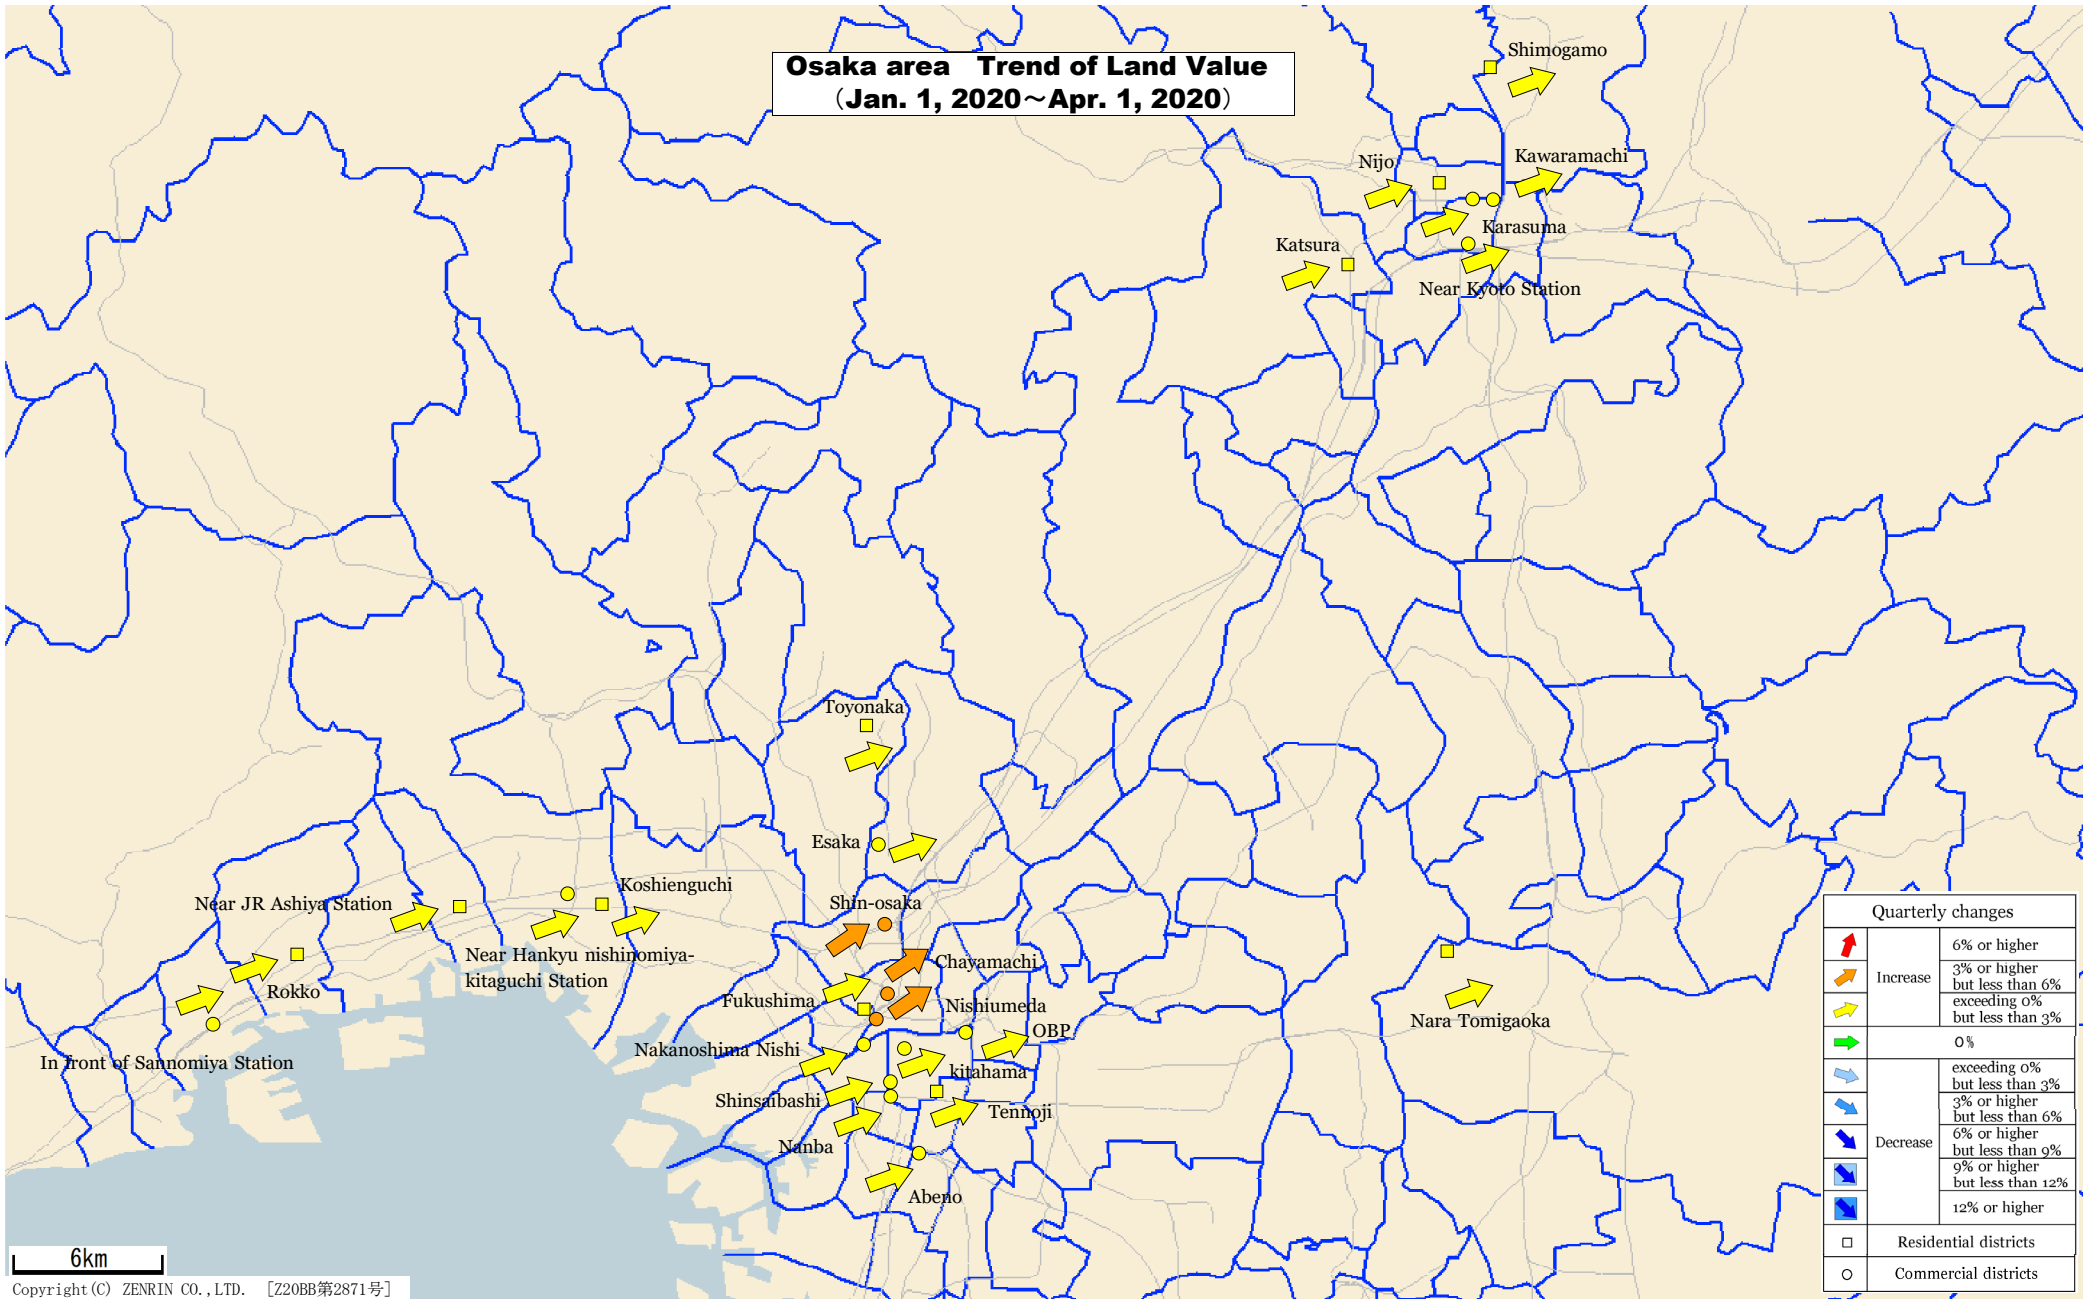 Osaka area Trend of Land Value
（Jan. 1, 2020～Apr. 1, 2020）
Shimogamo
Nijo
Kawaramachi
Karasuma
Katsura
Near Kyoto Station
Toyonaka
Esaka
Koshienguchi
Near JR Ashiya Station
Shin-osaka
Near Hankyu nishinomiya-
kitaguchi Station
Chayamachi
Rokko
Fukushima
Nishiumeda
Nara Tomigaoka
OBP
Nakanoshima Nishi
In front of Sannomiya Station
kitahama
Shinsaibashi
Tennoji
Nanba
Abeno
Quarterly changes
Increase
6% or higher
3% or higher
but less than 6%
exceeding 0%
but less than 3%
0%
Decrease
exceeding 0%
but less than 3%
3% or higher
but less than 6%
6% or higher
but less than 9%
9% or higher
but less than 12%
12% or higher
Residential districts
Commercial districts
6km
Copyright(C) ZENRIN CO.,LTD. [Z20BB第2871号]